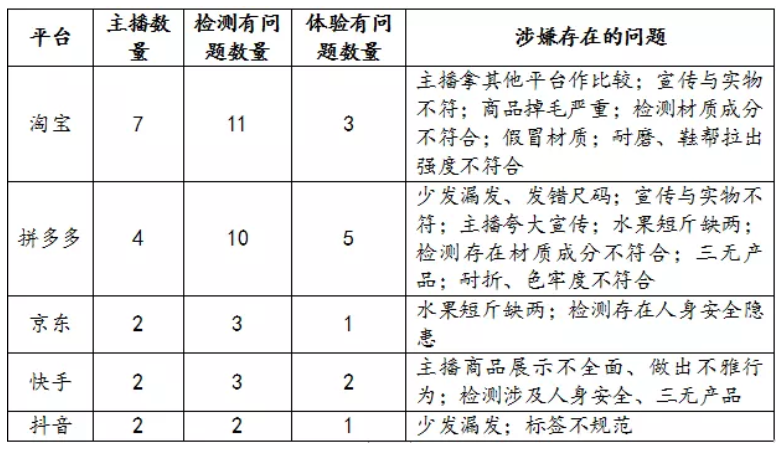 平台
主播数
量
检测有问
题数量
体验有问
题数量
涉嫌存在的问题
淘宝
7
11
3
主播拿其他平台作比较；宣传与实物
不符；商品掉毛严重；检测材质成分
不符合；假冒材质；耐磨、鞋帮拉出
强度不符合
拼多多
4
10
5
少发漏发、发错尺码；宣传与实物不
符；主播夸大宣传；水果短斤缺两；
检测存在材质成分不符合；三无产
品；耐折、色牢度不符合
京东
2
3
1
水果短斤缺两；检测存在人身安全隐
患
快手
2
3
2
主播商品展示不全面、做出不雅行
为；检测涉及人身安全、三无产品
抖音
2
2
1
少发漏发；标签不规范